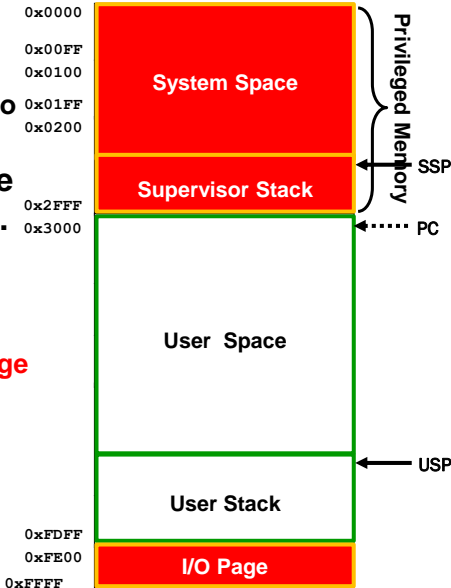 0x0000
0x00FF
0x0100
System Space
o 0x01FF
0x0200
Privileged Memory
SSP
e
Supervisor Stack
0x2FFF
. 0x3000
PC
User Space
ge
USP
User Stack
0xFDFF
0xFE00
I/O Page
0xFFFF